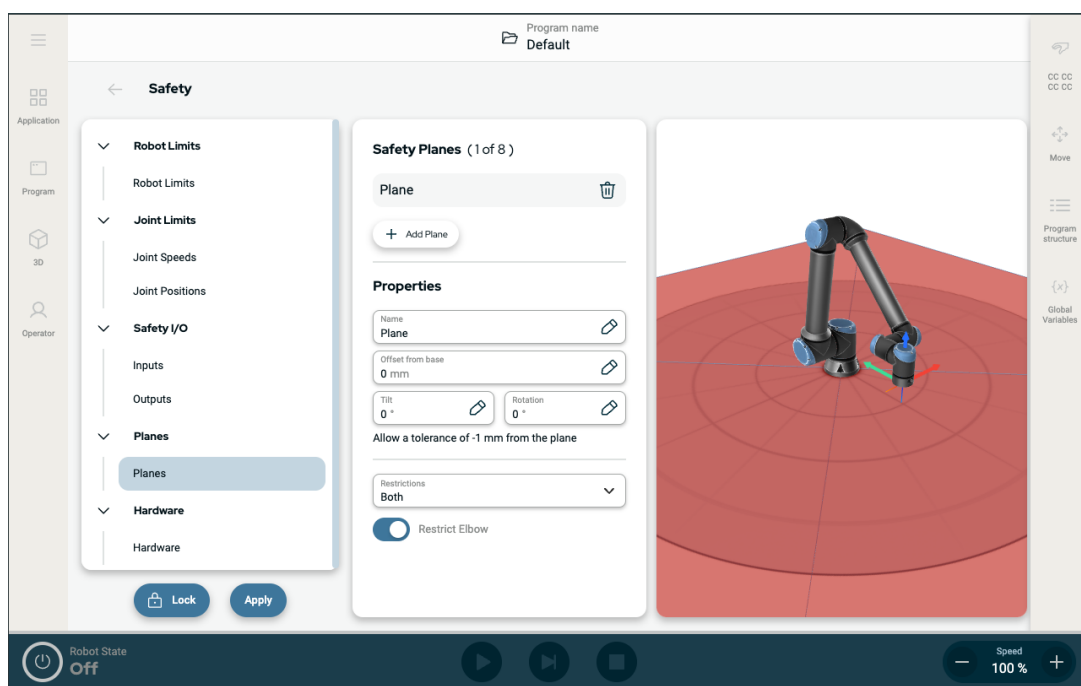 Program name
Default
Safety
Application
Program
3D
Operator
Robot Limits
Robot Limits
Joint Limits
Joint Speeds
Joint Positions
Safety I/O
Inputs
Outputs
Planes
Planes
Hardware
Hardware
Lock
Apply
Safety Planes (1 of 8)
Plane
+ Add Plane
Properties
Name
Plane
Offset from base
0 mm
Tilt
0 °
Rotation
0 °
Allow a tolerance of -1 mm from the plane
Restrictions
Both
Restrict Elbow
CC CC
CC CC
Move
Program
structure
{x}
Global
Variables
Robot State
Off
Speed
100 %